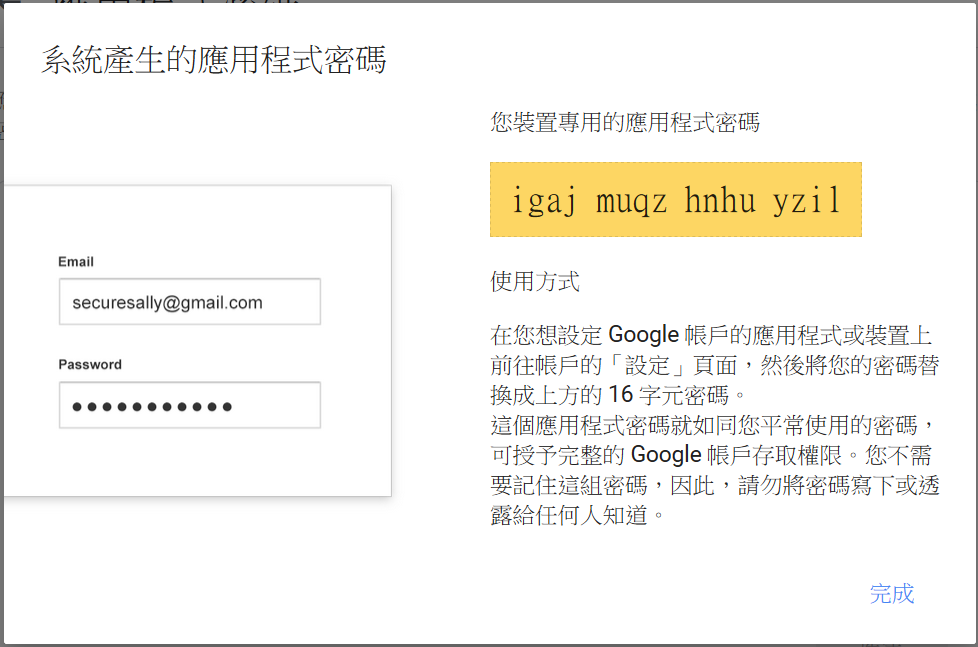 系統產生的應用程式密碼
您裝置專用的應用程式密碼
igaj muqz hnhu yzil
Email
securesally@gmail.com
Password
使用方式
在您想設定 Google 帳戶的應用程式或裝置上
前往帳戶的「設定」頁面，然後將您的密碼替
換成上方的 16 字元密碼。
這個應用程式密碼就如同您平常使用的密碼，
可授予完整的 Google 帳戶存取權限。您不需
要記住這組密碼，因此，請勿將密碼寫下或透
露給任何人知道。
完成